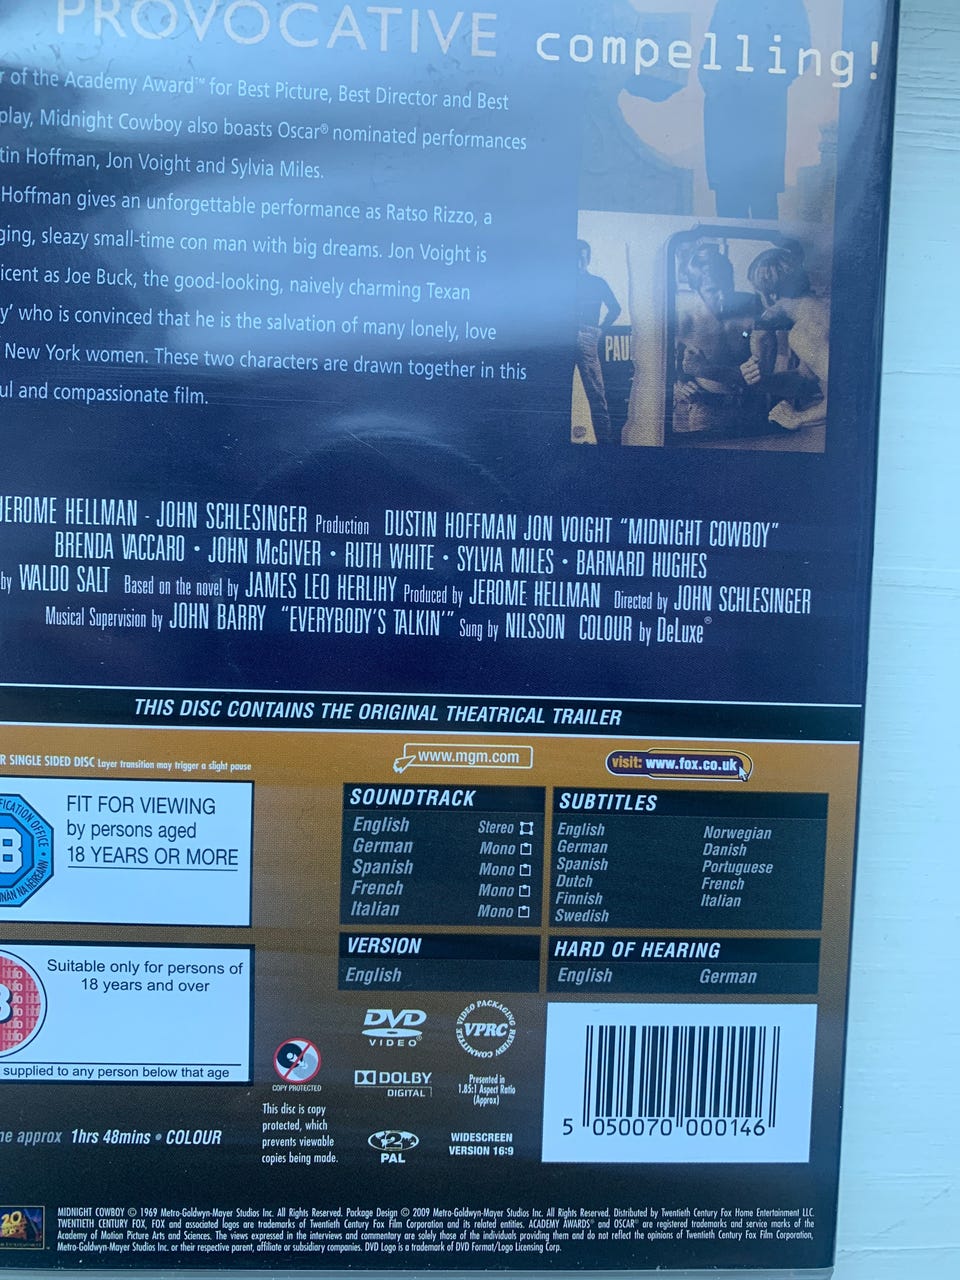 PROVOCATIVE compelling!
of the Academy Award™ for Best Picture, Best Director and Best
play, Midnight Cowboy also boasts Oscar® nominated performances
tin Hoffman, Jon Voight and Sylvia Miles.
Hoffman gives an unforgettable performance as Ratso Rizzo, a
ging, sleazy small-time con man with big dreams. Jon Voight is
icent as Joe Buck, the good-looking, naively charming Texan
y' who is convinced that he is the salvation of many lonely, love
New York women. These two characters are drawn together in this
ul and compassionate film.
PAU
JEROME HELLMAN - JOHN SCHLESINGER Production DUSTIN HOFFMAN JON VOIGHT "MIDNIGHT COWBOY"
BRENDA VACCARO • JOHN McGIVER • RUTH WHITE • SYLVIA MILES • BARNARD HUGHES
by WALDO SALT Based on the novel by JAMES LEO HERLIHY Produced by JEROME HELLMAN Directed by JOHN SCHLESINGER
Musical Supervision by JOHN BARRY "EVERYBODY'S TALKIN'" Sung by NILSSON COLOUR by DeLuxe®
THIS DISC CONTAINS THE ORIGINAL THEATRICAL TRAILER
R SINGLE SIDED DISC Layer transition may trigger a slight pause
www.mgm.com
visit: www.fox.co.uk
FIT FOR VIEWING
by persons aged
18 YEARS OR MORE
Suitable only for persons of
18 years and over
supplied to any person below that age
SOUNDTRACK
English Stereo
German Mono
Spanish Mono
French Mono
Italian Mono
SUBTITLES
English Norwegian
German Danish
Spanish Portuguese
Dutch French
Finnish Italian
Swedish
VERSION
English
HARD OF HEARING
English German
DVD
VIDEO
VIDEO PACKAGING REVIEW COMMITTEE
VPRC
COPY PROTECTED
This disc is copy
protected, which
prevents viewable
copies being made.
DOLBY
DIGITAL
Presented in
1.85:1 Aspect Ratio
(Approx)
2
PAL
WIDESCREEN
VERSION 16:9
5 050070 000146
ne approx 1hrs 48mins • COLOUR
20
MIDNIGHT COWBOY © 1969 Metro-Goldwyn-Mayer Studios Inc. All Rights Reserved. Package Design © 2009 Metro-Goldwyn-Mayer Studios Inc. All Rights Reserved. Distributed by Twentieth Century Fox Home Entertainment LLC.
TWENTIETH CENTURY FOX, FOX and associated logos are trademarks of Twentieth Century Fox Film Corporation and its related entities. ACADEMY AWARDS® and OSCAR® are registered trademarks and service marks of the
Academy of Motion Picture Arts and Sciences. The views expressed in the interviews and commentary are solely those of the individuals providing them and do not reflect the opinions of Twentieth Century Fox Film Corporation,
Metro-Goldwyn-Mayer Studios Inc. or their respective parent, affiliate or subsidiary companies. DVD Logo is a trademark of DVD Format/Logo Licensing Corp.